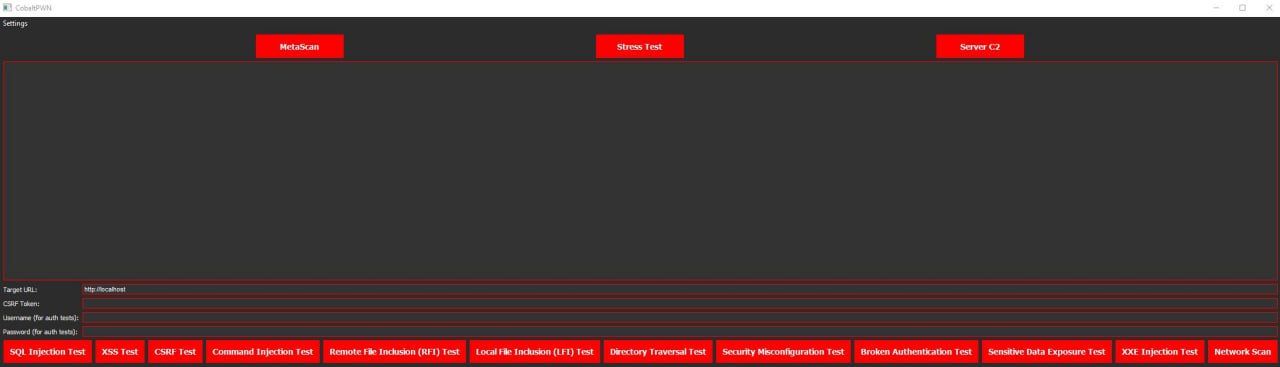 CobaltPWN
Settings
MetaScan
Stress Test
Server C2
Target URL:
http://localhost
CSRF Token:
Username (for auth tests):
Password (for auth tests):
SQL Injection Test
XSS Test
CSRF Test
Command Injection Test
Remote File Inclusion (RFI) Test
Local File Inclusion (LFI) Test
Directory Traversal Test
Security Misconfiguration Test
Broken Authentication Test
Sensitive Data Exposure Test
XXE Injection Test
Network Scan